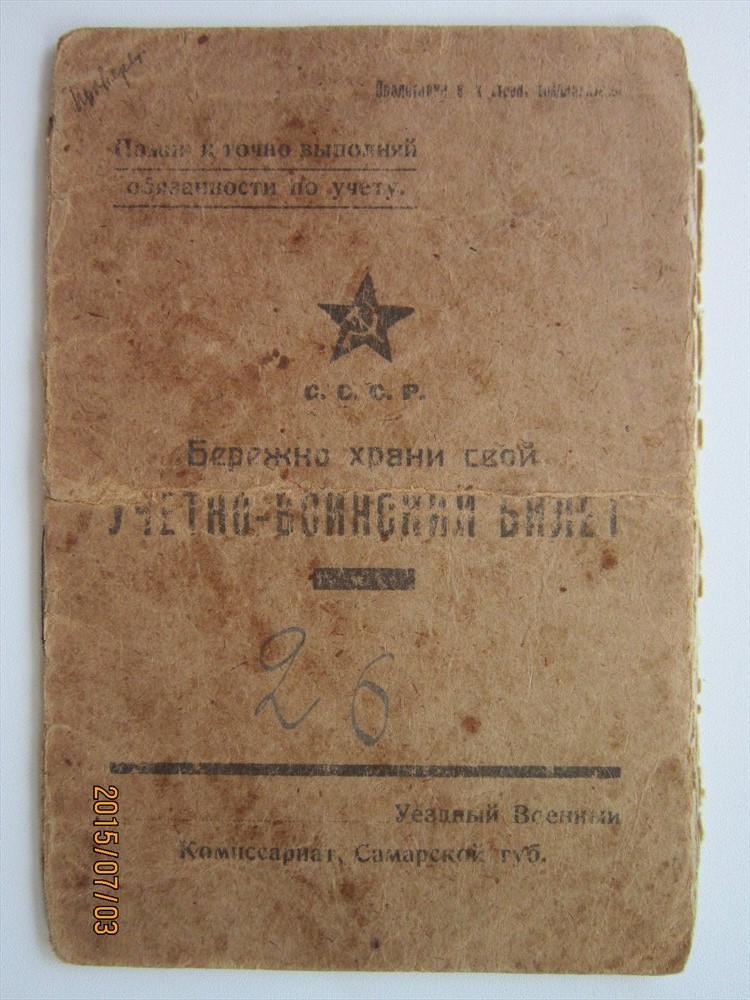 Помни и точно выполняй
обязанности по учету.
С. С. С. Р.
Бережно храни свой
УЧЕТНО-ВОИНСКИЙ БИЛЕТ
26
Уездный Военный
Комиссариат, Самарской губ.
2015/07/03